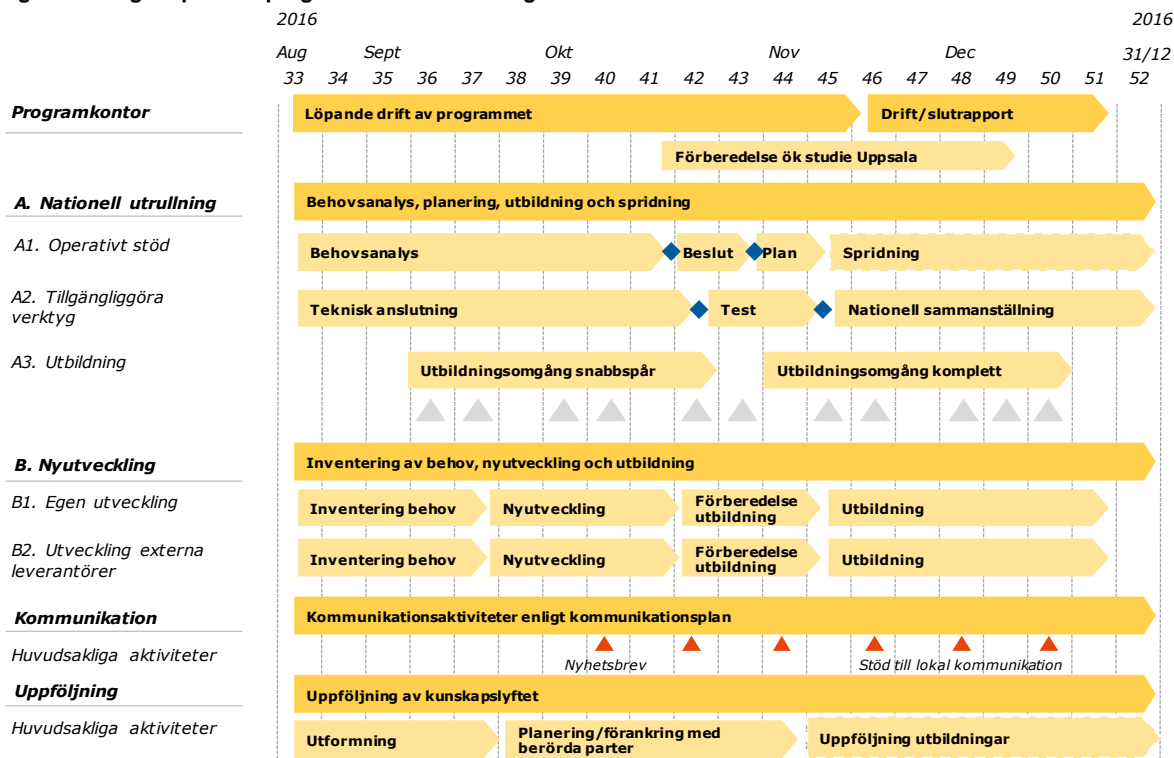 2016 2016
Aug Sept Okt Nov Dec 31/12
33 34 35 36 37 38 39 40 41 42 43 44 45 46 47 48 49 50 51 52
Programkontor
Löpande drift av programmet
Drift/slutrapport
Förberedelse ök studie Uppsala
A. Nationell utrullning
Behovsanalys, planering, utbildning och spridning
A1. Operativt stöd
Behovsanalys
Beslut
Plan
Spridning
A2. Tillgängliggöra
verktyg
Teknisk anslutning
Test
Nationell sammanställning
A3. Utbildning
Utbildningsomgång snabbspår
Utbildningsomgång komplett
B. Nyutveckling
Inventering av behov, nyutveckling och utbildning
B1. Egen utveckling
Inventering behov
Nyutveckling
Förberedelse
utbildning
Utbildning
B2. Utveckling externa
leverantörer
Inventering behov
Nyutveckling
Förberedelse
utbildning
Utbildning
Kommunikation
Kommunikationsaktiviteter enligt kommunikationsplan
Huvudsakliga aktiviteter
Nyhetsbrev
Stöd till lokal kommunikation
Uppföljning
Uppföljning av kunskapslyftet
Huvudsakliga aktiviteter
Utformning
Planering/förankring med
berörda parter
Uppföljning utbildningar